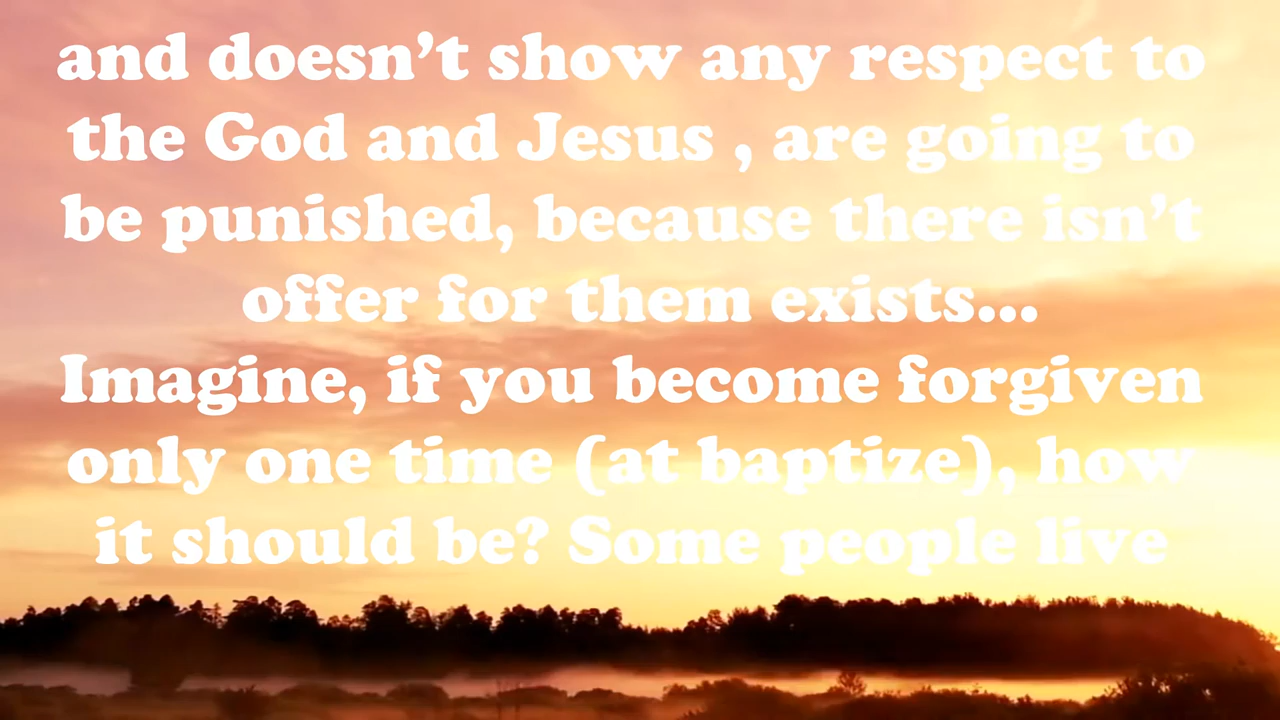 and doesn’t show any respect to
the God and Jesus , are going to
be punished, because there isn’t
offer for them exists...
Imagine, if you become forgiven
only one time (at baptize), how
it should be? Some people live